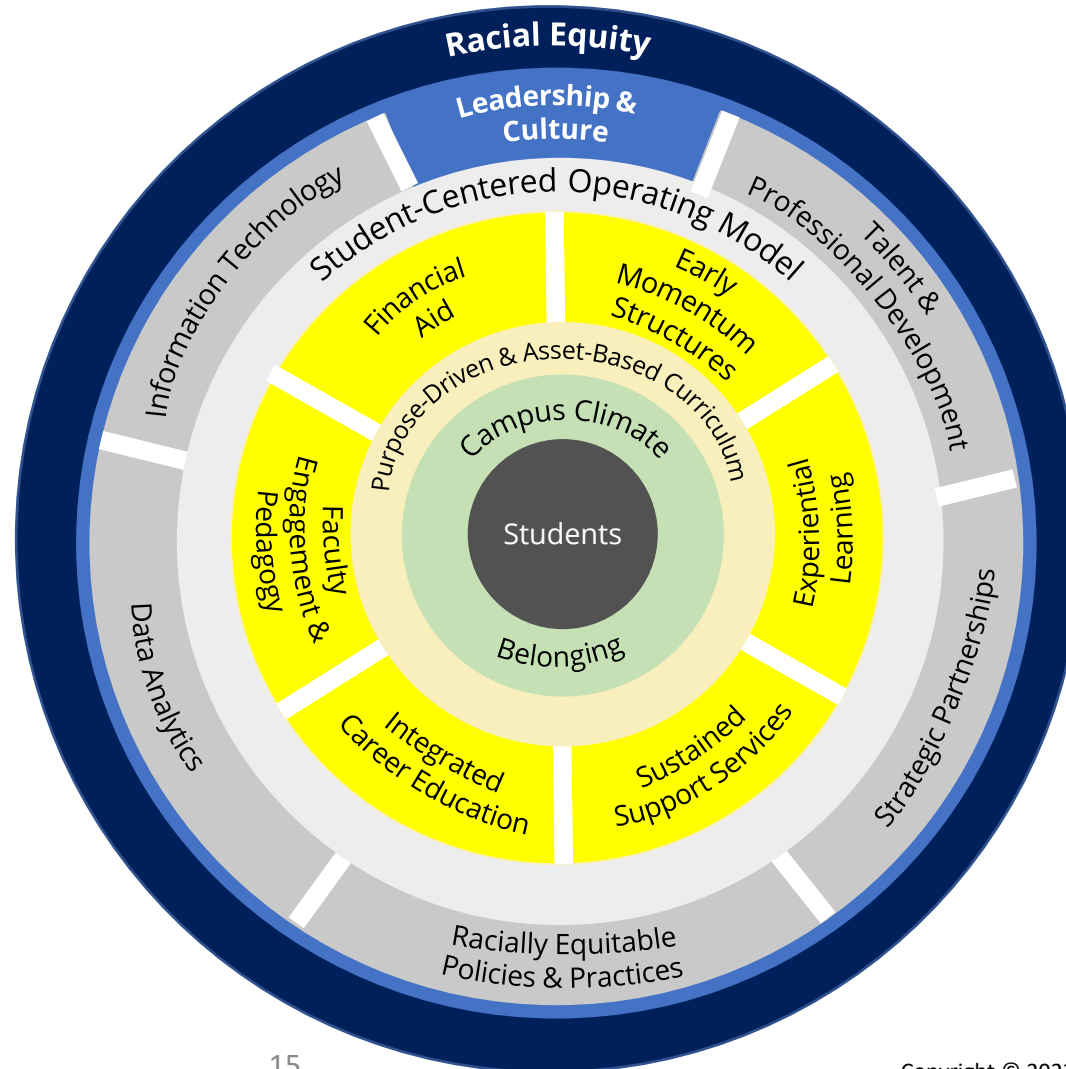 Racial Equity
Leadership &
Culture
Student-Centered Operating Model
Information Technology
Talent &
Professional Development
Financial
Aid
Early
Momentum
Structures
Purpose-Driven & Asset-Based Curriculum
Campus Climate
Students
Belonging
Faculty
Engagement &
Pedagogy
Experiential
Learning
Data Analytics
Strategic Partnerships
Integrated
Career Education
Sustained
Support Services
Racially Equitable
Policies & Practices
15
Copyright ©